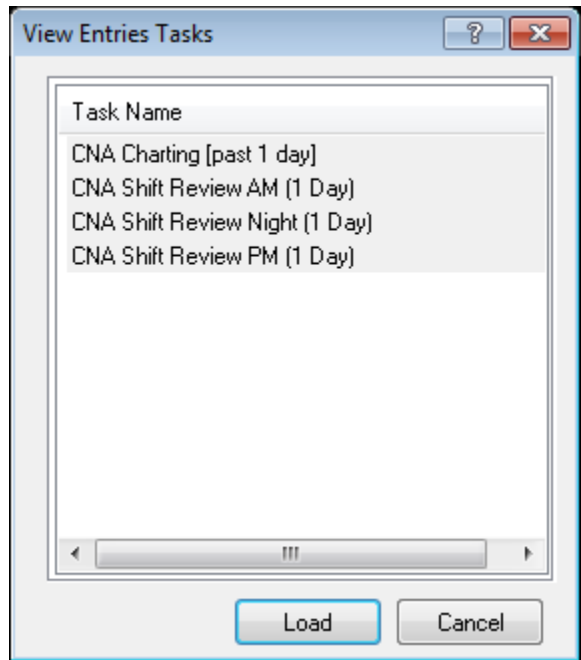 View Entries Tasks
Task Name
CNA Charting [past 1 day]
CNA Shift Review AM (1 Day)
CNA Shift Review Night (1 Day)
CNA Shift Review PM (1 Day)
Load Cancel